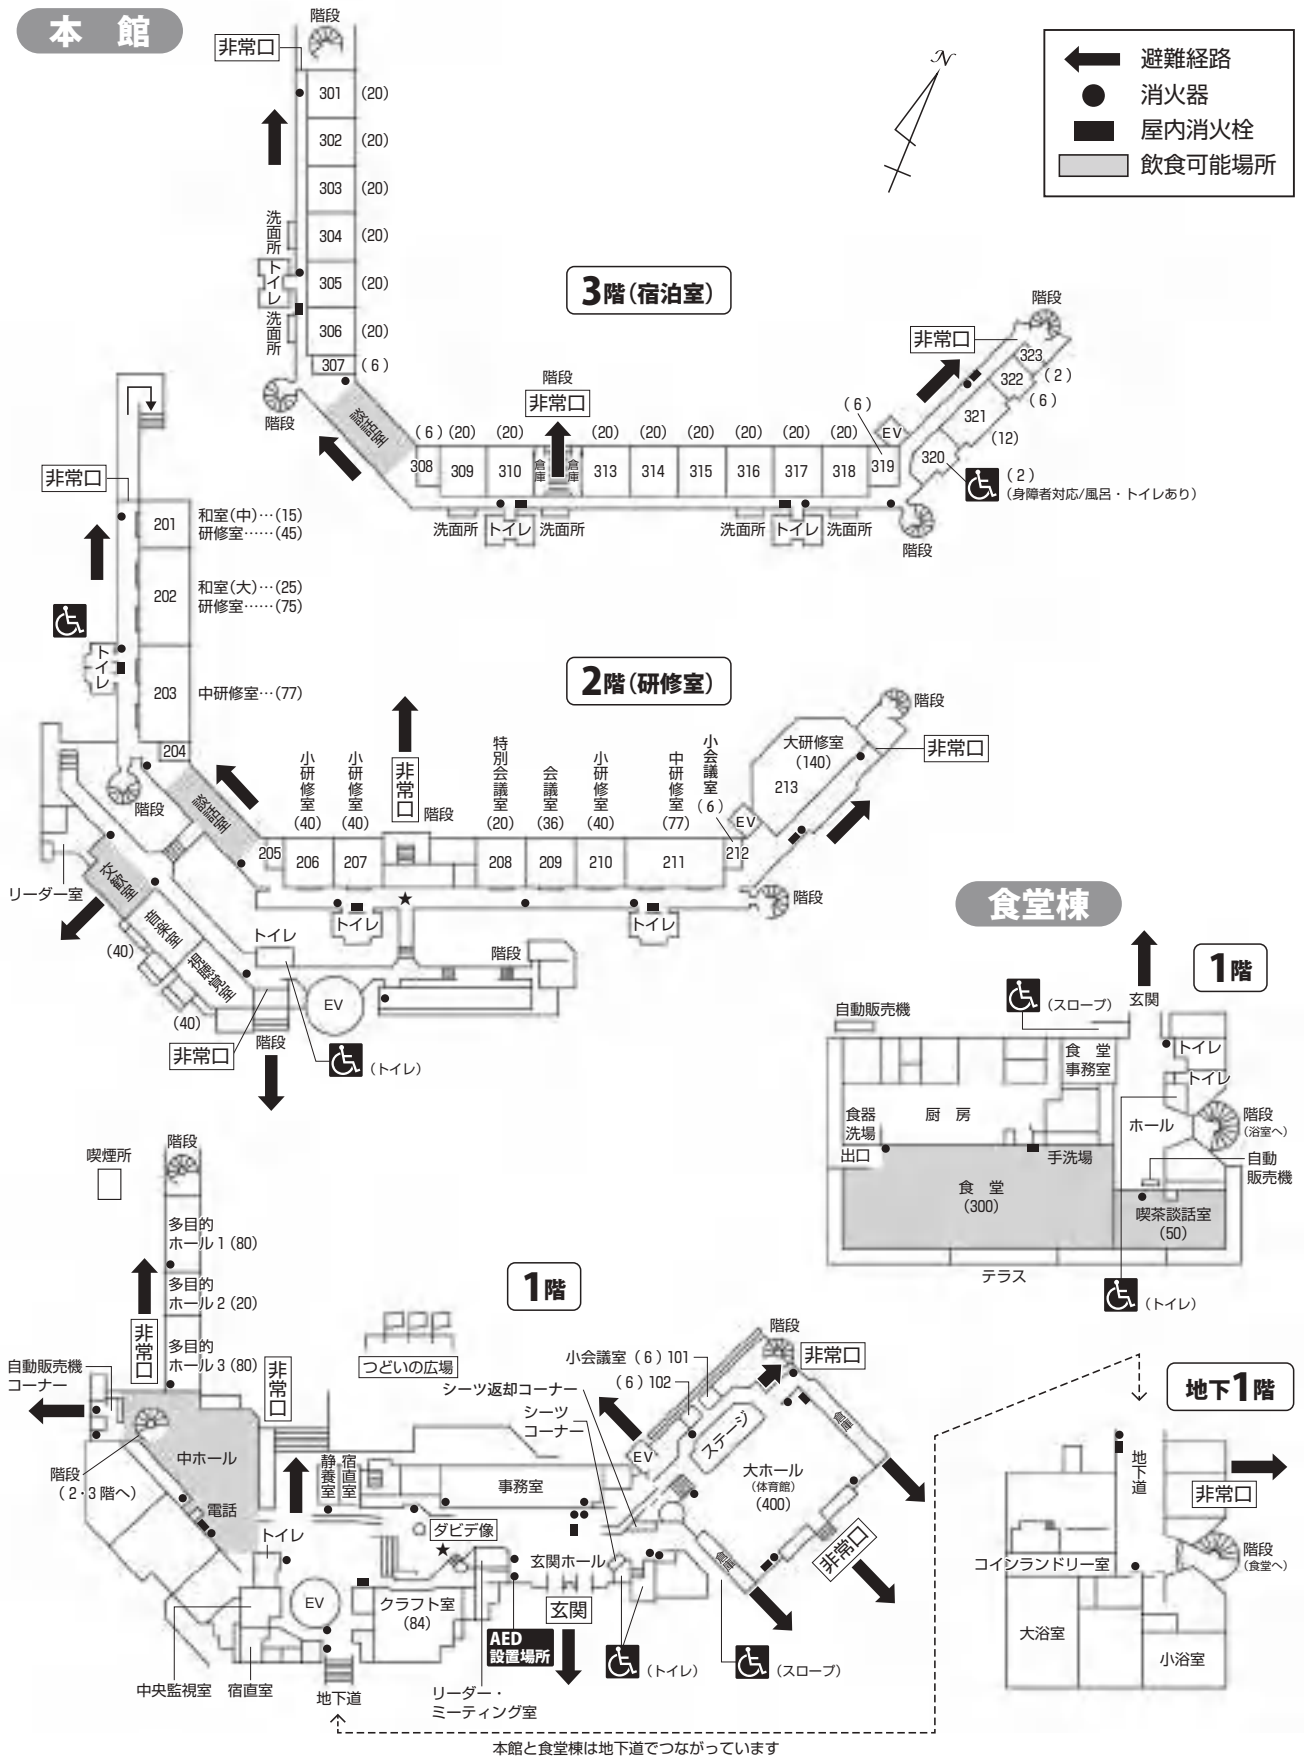 本 館
階段
非常口
301 (20)
302 (20)
303 (20)
304 (20)
305 (20)
306 (20)
307 (6)
洗面所
トイレ
洗面所
階段
談話室
N
避難経路
消火器
屋内消火栓
飲食可能場所
3階(宿泊室)
階段
非常口
(6) (20) (20) (20) (20) (20) (20) (20) (20) (6)
308 309 310 倉庫 倉庫 313 314 315 316 317 318 319
EV
洗面所 トイレ 洗面所 洗面所 トイレ 洗面所
階段
階段
非常口
323 (2)
322 (6)
321 (12)
320 (2)
(身障者対応/風呂・トイレあり)
2階(研修室)
非常口
201 和室(中)…(15)
研修室……(45)
202 和室(大)…(25)
研修室……(75)
トイレ
203 中研修室…(77)
204
階段
談話室
リーダー室
交歓室
音楽室
(40)
視聴覚室
(40)
205
小研修室(40)
206
小研修室(40)
207
非常口
階段
特別会議室(20)
208
会議室(36)
209
小研修室(40)
210
中研修室(77)
211
小会議室(6)
212
EV
大研修室
(140)
213
階段
非常口
階段
★
トイレ
トイレ
トイレ
階段
EV
階段
非常口
(トイレ)
食堂棟
1階
(スロープ)
玄関
自動販売機
食 堂
事務室
トイレ
トイレ
食器
洗場
厨 房
ホール
階段
(浴室へ)
出口
手洗場
自動
販売機
食 堂
(300)
喫茶談話室
(50)
テラス
(トイレ)
1階
喫煙所
階段
多目的
ホール1(80)
多目的
ホール2(20)
多目的
ホール3(80)
非常口
自動販売機
コーナー
非常口
中ホール
階段
(2・3階へ)
電話
トイレ
つどいの広場
静養室
宿直室
事務室
シーツ返却コーナー
シーツ
コーナー
小会議室(6)101
(6)102
EV
ステージ
階段
非常口
倉庫
大ホール
(体育館)
(400)
倉庫
非常口
ダビデ像
★
玄関ホール
玄関
EV
クラフト室
(84)
AED
設置場所
(トイレ)
(スロープ)
中央監視室
宿直室
地下道
リーダー・
ミーティング室
本館と食堂棟は地下道でつながっています
地下1階
地下道
非常口
コインランドリー室
階段
(食堂へ)
大浴室
小浴室